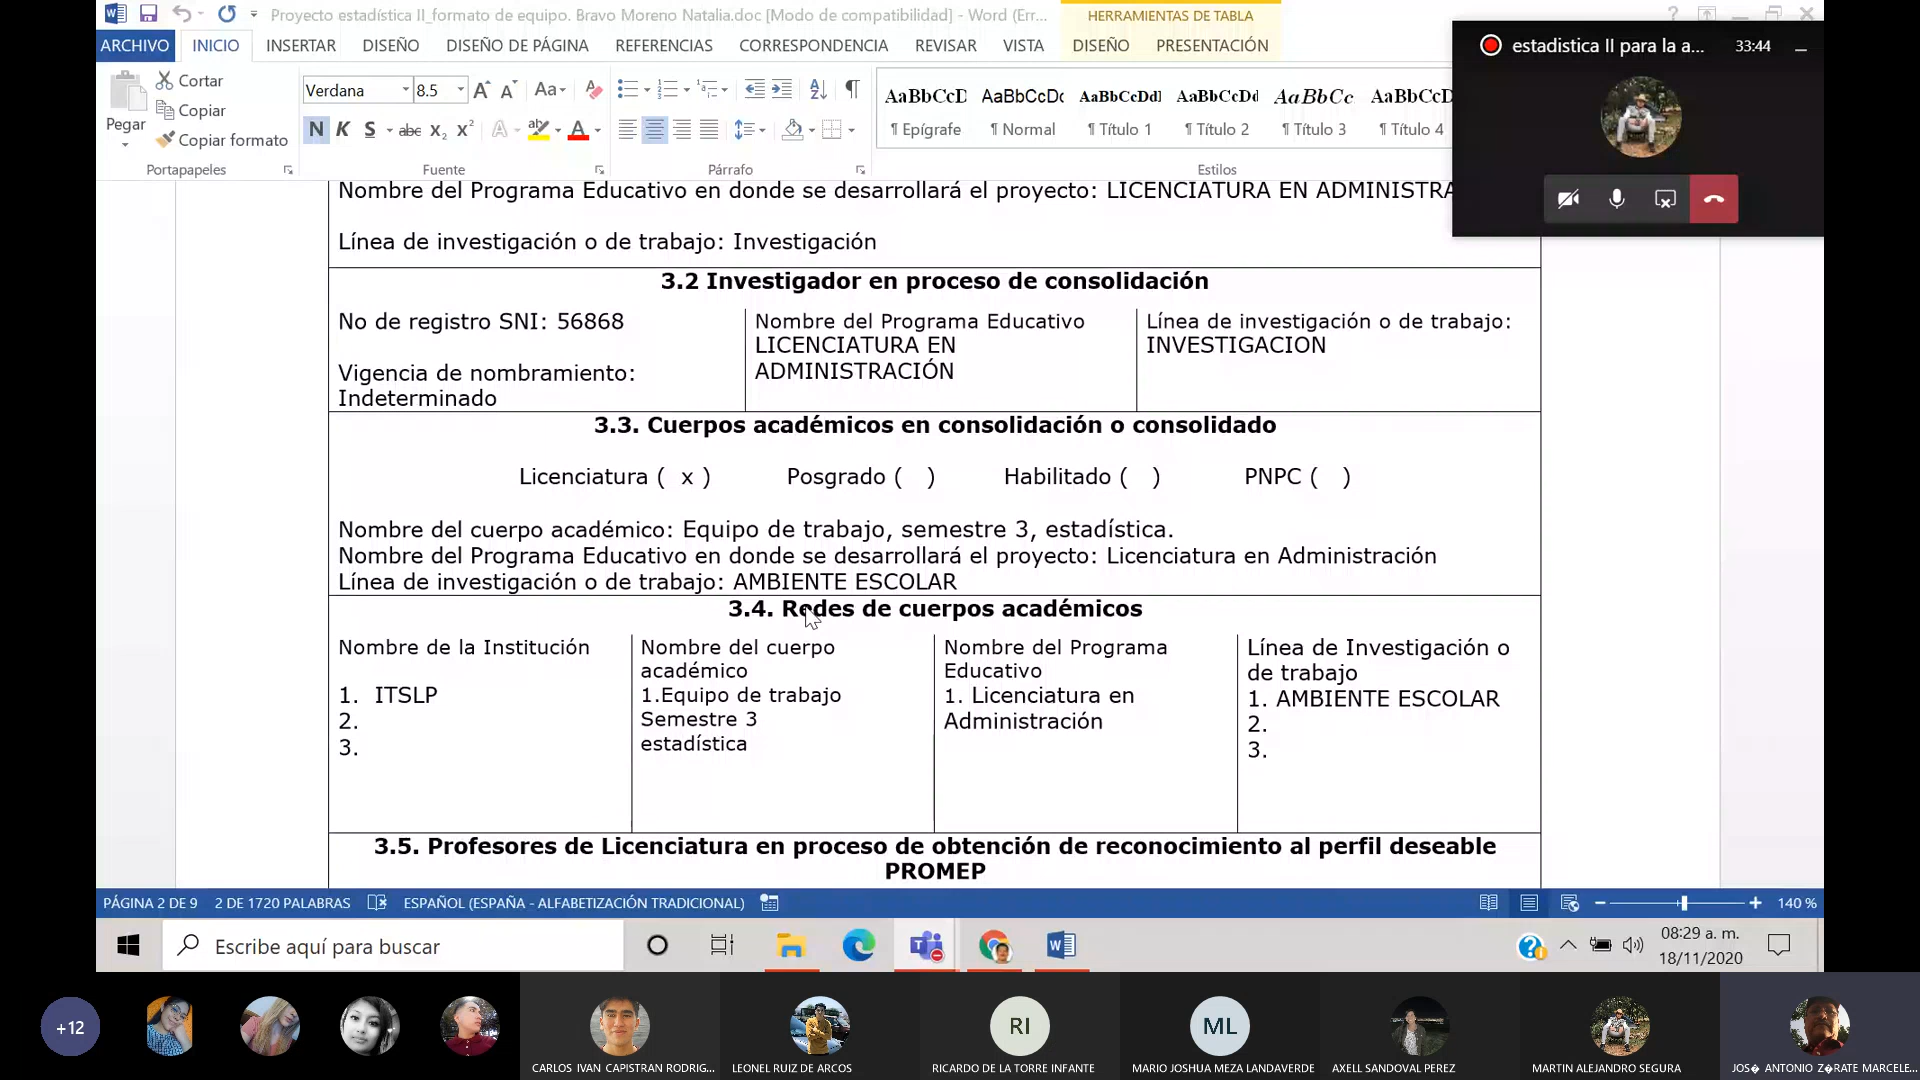 Proyecto estadística II_formato de equipo. Bravo Moreno Natalia.doc [Modo de compatibilidad] - Word (Err...
HERRAMIENTAS DE TABLA
ARCHIVO INICIO INSERTAR DISEÑO DISEÑO DE PÁGINA REFERENCIAS CORRESPONDENCIA REVISAR VISTA DISEÑO PRESENTACIÓN
estadistica II para la a... 33:44
Pegar
Cortar
Copiar
Copiar formato
Portapapeles
Verdana 8.5
N K S abc x₂ x²
Fuente
Párrafo
AaBbCcD AaBbCcDc AaBbCcDdI AaBbCcDd AaBbCc AaBbCcD
¶ Epígrafe ¶ Normal ¶ Título 1 ¶ Título 2 ¶ Título 3 ¶ Título 4
Estilos
Nombre del Programa Educativo en donde se desarrollará el proyecto: LICENCIATURA EN ADMINISTRA
Línea de investigación o de trabajo: Investigación
3.2 Investigador en proceso de consolidación
No de registro SNI: 56868
Vigencia de nombramiento:
Indeterminado
Nombre del Programa Educativo
LICENCIATURA EN
ADMINISTRACIÓN
Línea de investigación o de trabajo:
INVESTIGACION
3.3. Cuerpos académicos en consolidación o consolidado
Licenciatura ( x ) Posgrado ( ) Habilitado ( ) PNPC ( )
Nombre del cuerpo académico: Equipo de trabajo, semestre 3, estadística.
Nombre del Programa Educativo en donde se desarrollará el proyecto: Licenciatura en Administración
Línea de investigación o de trabajo: AMBIENTE ESCOLAR
3.4. Redes de cuerpos académicos
Nombre de la Institución
1. ITSLP
2.
3.
Nombre del cuerpo
académico
1.Equipo de trabajo
Semestre 3
estadística
Nombre del Programa
Educativo
1. Licenciatura en
Administración
Línea de Investigación o
de trabajo
1. AMBIENTE ESCOLAR
2.
3.
3.5. Profesores de Licenciatura en proceso de obtención de reconocimiento al perfil deseable
PROMEP
PÁGINA 2 DE 9 2 DE 1720 PALABRAS ESPAÑOL (ESPAÑA - ALFABETIZACIÓN TRADICIONAL) 140 %
Escribe aquí para buscar
08:29 a. m.
18/11/2020
+12
RI
ML
CARLOS IVAN CAPISTRAN RODRIG... LEONEL RUIZ DE ARCOS RICARDO DE LA TORRE INFANTE MARIO JOSHUA MEZA LANDAVERDE AXELL SANDOVAL PEREZ MARTIN ALEJANDRO SEGURA JOS� ANTONIO Z�RATE MARCELE...